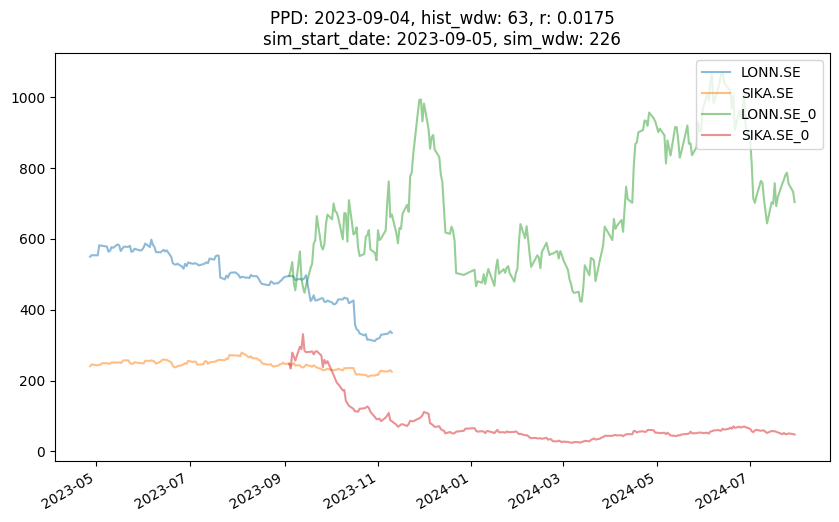 PPD: 2023-09-04, hist_wdw: 63, r: 0.0175
sim_start_date: 2023-09-05, sim_wdw: 226
LONN.SE
SIKA.SE
LONN.SE_0
SIKA.SE_0
1000
800
600
400
200
0
2023-05
2023-07
2023-09
2023-11
2024-01
2024-03
2024-05
2024-07